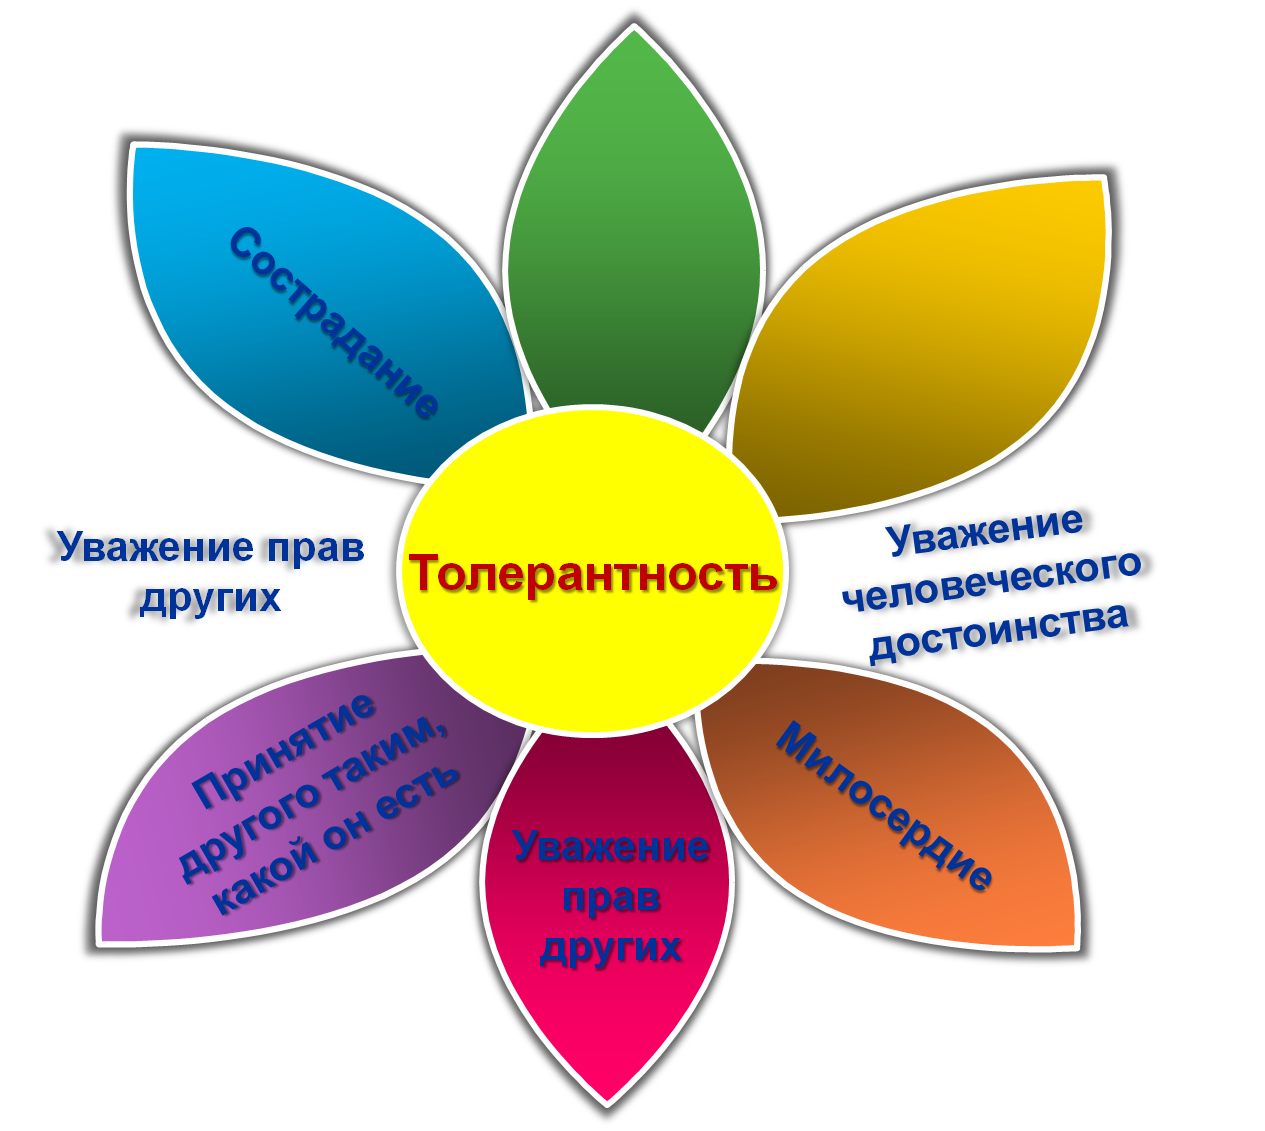 Сострадание
Уважение прав
других
Толерантность
Уважение
человеческого
достоинства
Принятие
другого таким,
какой он есть
Уважение
прав
других
Милосердие